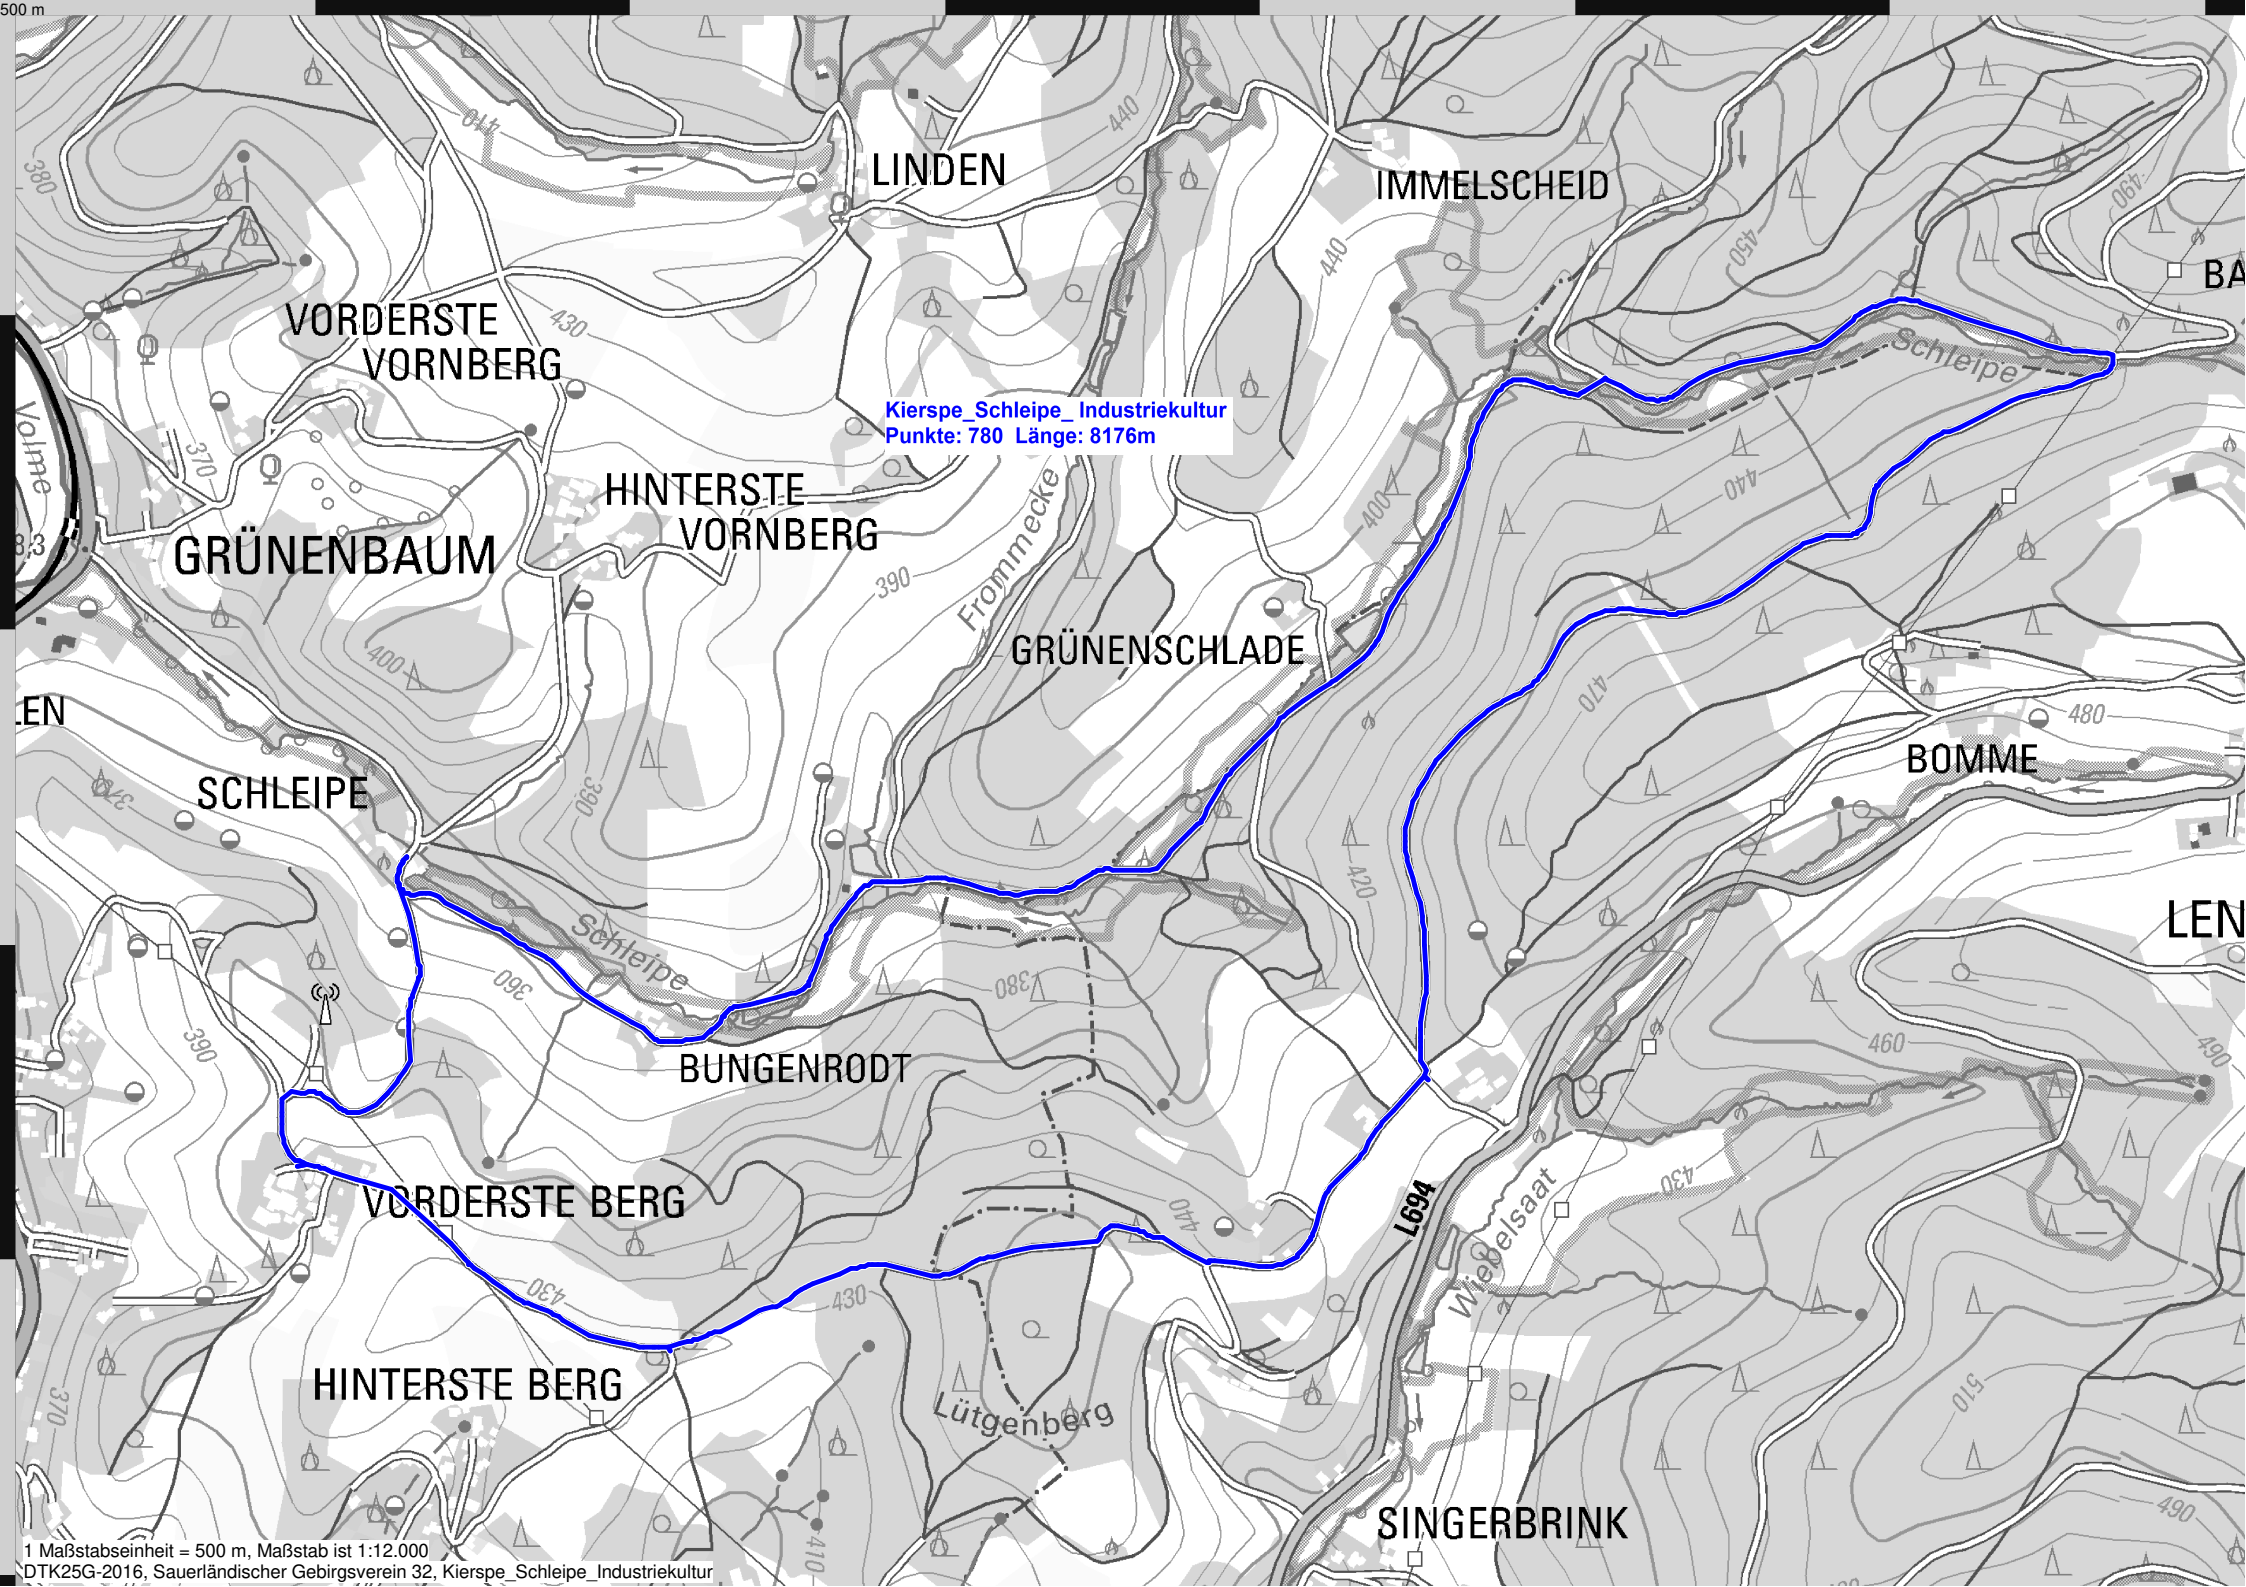 500 m
410
440
LINDEN
IMMELSCHEID
380
490
450
440
BA
VORDERSTE
VORNBERG
430
Schleipe
Volme
Kierspe_Schleipe_ Industriekultur
Punkte: 780  Länge: 8176m
370
HINTERSTE
VORNBERG
Frommecke
400
440
8,3
GRÜNENBAUM
390
GRÜNENSCHLADE
400
470
LEN
480
BOMME
370
SCHLEIPE
390
420
LEN
Schleipe
360
380
390
BUNGENRODT
460
490
VORDERSTE BERG
440
L694
Wiebelsaat
430
430
430
HINTERSTE BERG
370
Lütgenberg
510
SINGERBRINK
490
410
1 Maßstabseinheit = 500 m, Maßstab ist 1:12.000
DTK25G-2016, Sauerländischer Gebirgsverein 32, Kierspe_Schleipe_Industriekultur